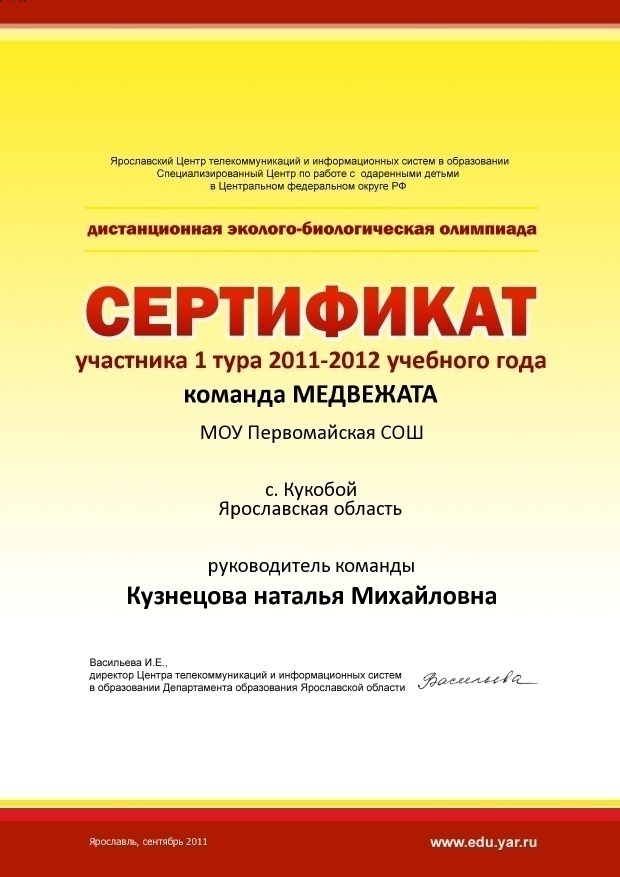 Ярославский Центр телекоммуникаций и информационных систем в образовании
Специализированный Центр по работе с одаренными детьми
в Центральном федеральном округе РФ
дистанционная эколого-биологическая олимпиада
СЕРТИФИКАТ
участника 1 тура 2011-2012 учебного года
команда МЕДВЕЖАТА
МОУ Первомайская СОШ
с. Кукобой
Ярославская область
руководитель команды
Кузнецова наталья Михайловна
Васильева И.Е.,
директор Центра телекоммуникаций и информационных систем
в образовании Департамента образования Ярославской области
Васильева
Ярославль, сентябрь 2011
www.edu.yar.ru